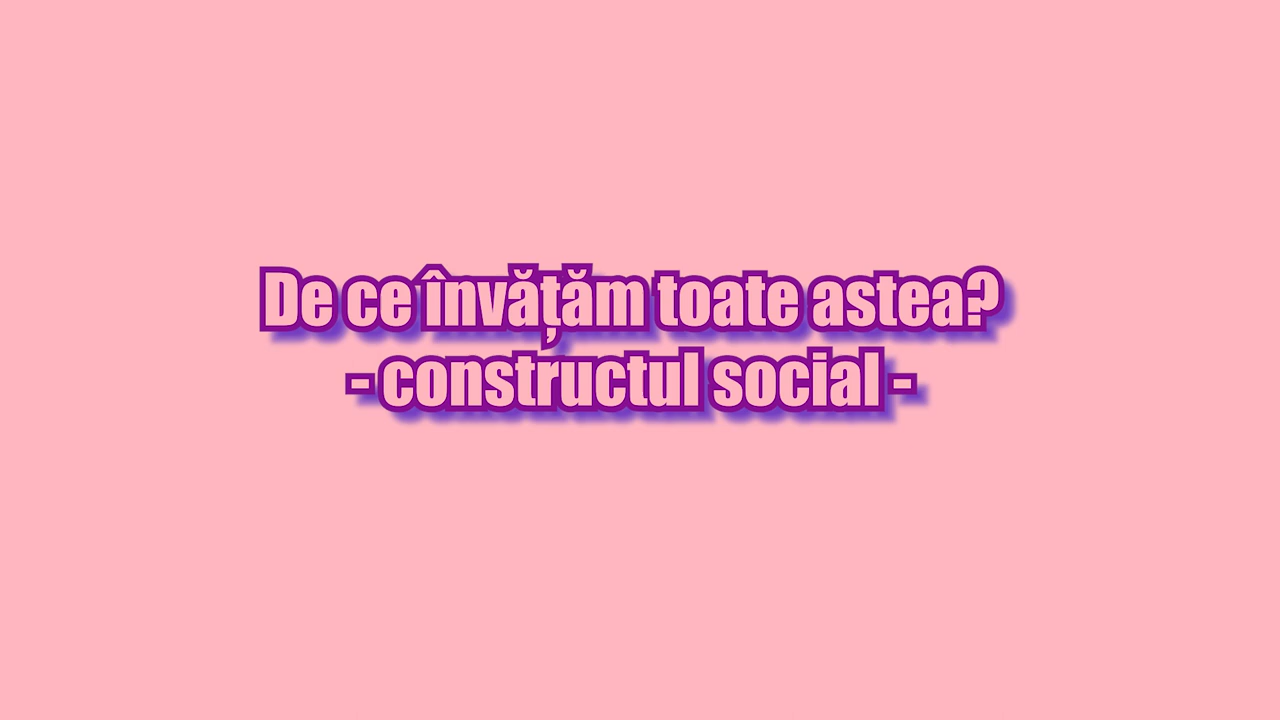 De ce învățăm toate astea?
- constructul social -